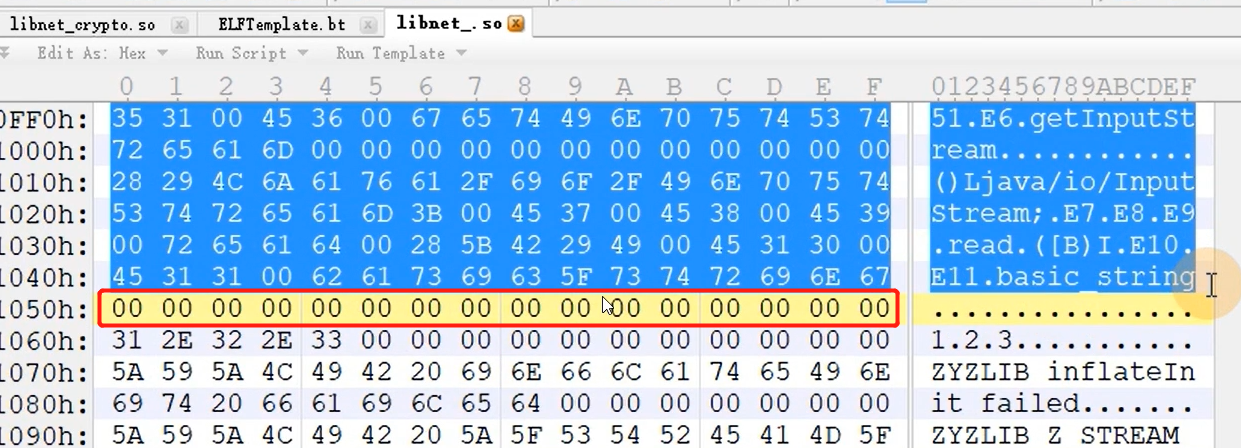 libnet_crypto.so ELFTemplate.bt libnet_.so
Edit As: Hex Run Script Run Template
0 1 2 3 4 5 6 7 8 9 A B C D E F 0123456789ABCDEF
0FF0h: 35 31 00 45 36 00 67 65 74 49 6E 70 75 74 53 74 51.E6.getInputSt
1000h: 72 65 61 6D 00 00 00 00 00 00 00 00 00 00 00 00 ream............
1010h: 28 29 4C 6A 61 76 61 2F 69 6F 2F 49 6E 70 75 74 ()Ljava/io/Input
1020h: 53 74 72 65 61 6D 3B 00 45 37 00 45 38 00 45 39 Stream;.E7.E8.E9
1030h: 00 72 65 61 64 00 28 5B 42 29 49 00 45 31 30 00 .read.([B)I.E10.
1040h: 45 31 31 00 62 61 73 69 63 5F 73 74 72 69 6E 67 E11.basic_string
1050h: 00 00 00 00 00 00 00 00 00 00 00 00 00 00 00 00 ................
1060h: 31 2E 32 2E 33 00 00 00 00 00 00 00 00 00 00 00 1.2.3...........
1070h: 5A 59 5A 4C 49 42 20 69 6E 66 6C 61 74 65 49 6E ZYZLIB inflateIn
1080h: 69 74 20 66 61 69 6C 65 64 00 00 00 00 00 00 00 it failed.......
1090h: 5A 59 5A 4C 49 42 20 5A 5F 53 54 52 45 41 4D 5F ZYZLIB Z_STREAM_